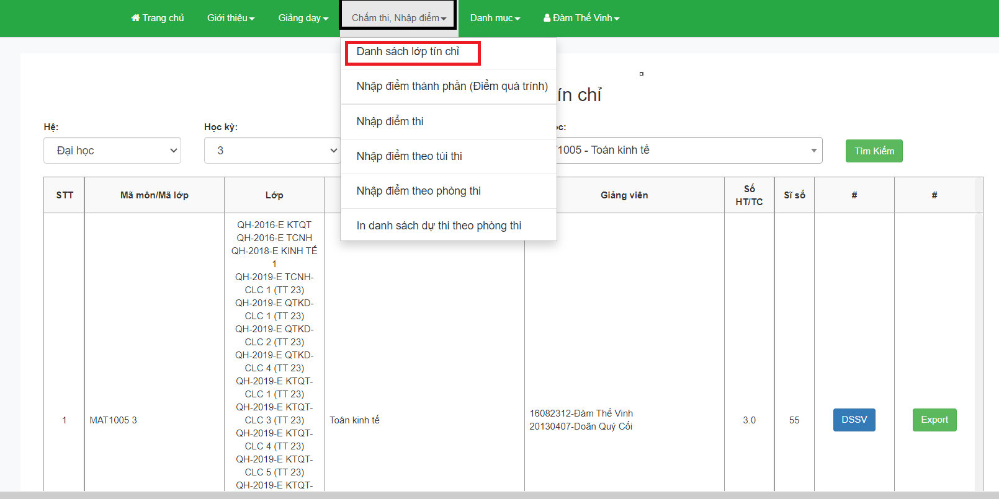 Trang chủ Giới thiệu Giảng dạy Chấm thi, Nhập điểm Danh mục Đàm Thế Vinh
Danh sách lớp tín chỉ
Nhập điểm thành phần (Điểm quá trình)
Nhập điểm thi
Nhập điểm theo túi thi
Nhập điểm theo phòng thi
In danh sách dự thi theo phòng thi
ín chỉ
Hệ: Học kỳ:
Đại học 3 1005 - Toán kinh tế Tìm Kiếm
STT Mã môn/Mã lớp Lớp Giảng viên Số HT/TC Sĩ số # #
QH-2016-E KTQT
QH-2016-E TCNH
QH-2018-E KINH TẾ
1
QH-2019-E TCNH-
CLC 1 (TT 23)
QH-2019-E QTKD-
CLC 1 (TT 23)
QH-2019-E QTKD-
CLC 2 (TT 23)
QH-2019-E QTKD-
CLC 4 (TT 23)
QH-2019-E KTQT-
CLC 1 (TT 23)
QH-2019-E KTQT-
CLC 3 (TT 23)
QH-2019-E KTQT-
CLC 4 (TT 23)
QH-2019-E KTQT-
CLC 5 (TT 23)
QH-2019-E KTQT-
1 MAT1005 3 Toán kinh tế
16082312-Đàm Thế Vinh
20130407-Doãn Quý Cối
3.0 55 DSSV Export